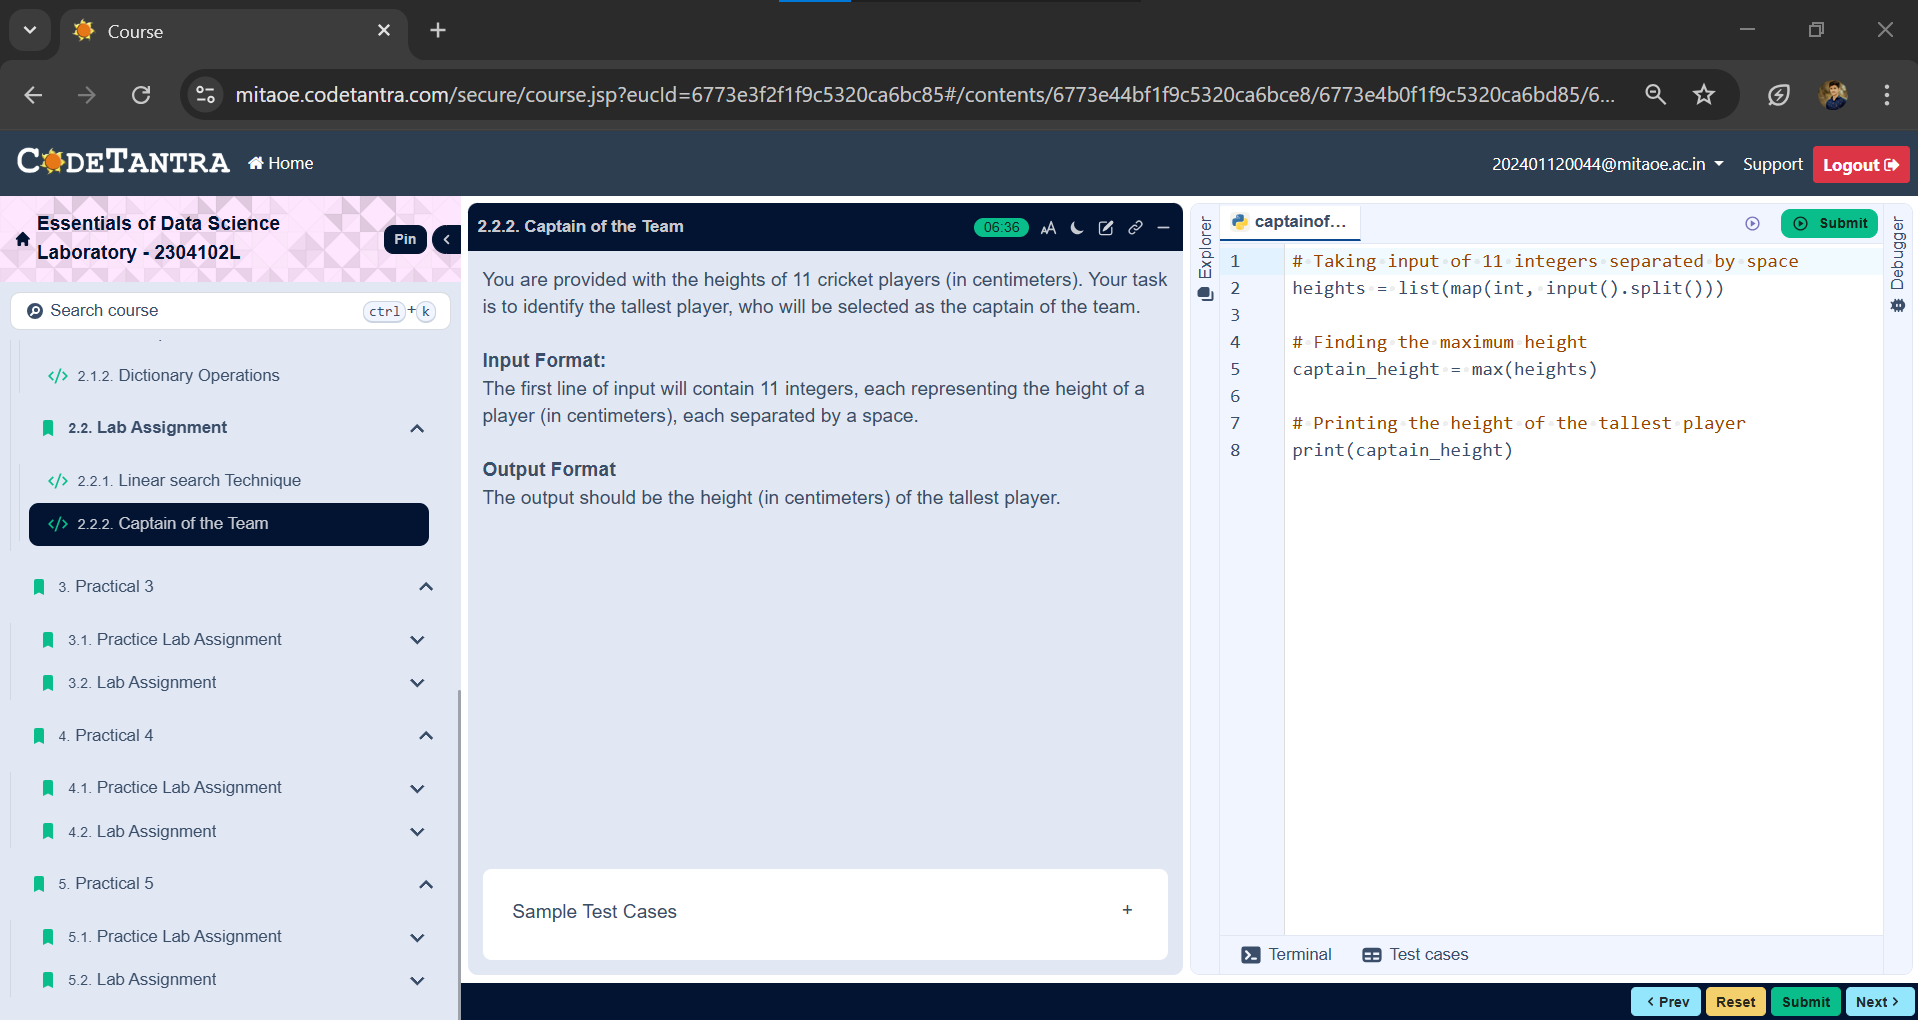 Course
mitaoe.codetantra.com/secure/course.jsp?eucId=6773e3f2f1f9c5320ca6bc85#/contents/6773e44bf1f9c5320ca6bce8/6773e4b0f1f9c5320ca6bd85/6...
CODETANTRA
Home
202401120044@mitaoe.ac.in
Support
Logout
Essentials of Data Science
Laboratory - 2304102L
Pin
Search course
ctrl + k
2.1.2. Dictionary Operations
2.2. Lab Assignment
2.2.1. Linear search Technique
2.2.2. Captain of the Team
3. Practical 3
3.1. Practice Lab Assignment
3.2. Lab Assignment
4. Practical 4
4.1. Practice Lab Assignment
4.2. Lab Assignment
5. Practical 5
5.1. Practice Lab Assignment
5.2. Lab Assignment
2.2.2. Captain of the Team
06:36
AA
You are provided with the heights of 11 cricket players (in centimeters). Your task
is to identify the tallest player, who will be selected as the captain of the team.
Input Format:
The first line of input will contain 11 integers, each representing the height of a
player (in centimeters), each separated by a space.
Output Format
The output should be the height (in centimeters) of the tallest player.
Sample Test Cases
+
Explorer
captainof...
Submit
Debugger
1 # Taking input of 11 integers separated by space
2 heights = list(map(int, input().split()))
3
4 # Finding the maximum height
5 captain_height = max(heights)
6
7 # Printing the height of the tallest player
8 print(captain_height)
Terminal
Test cases
< Prev
Reset
Submit
Next >